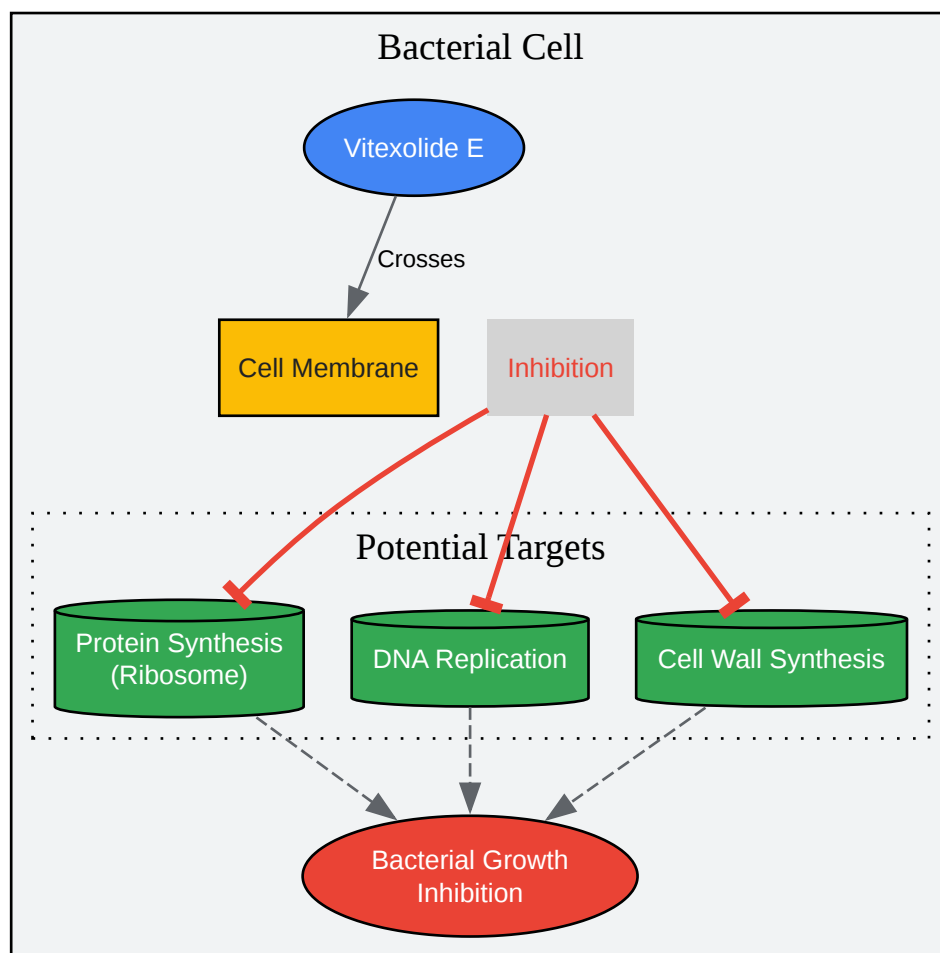 Bacterial Cell
Vitexolide E
Crosses
Cell Membrane
Inhibition
Potential Targets
Protein Synthesis
(Ribosome)
DNA Replication
Cell Wall Synthesis
Bacterial Growth
Inhibition